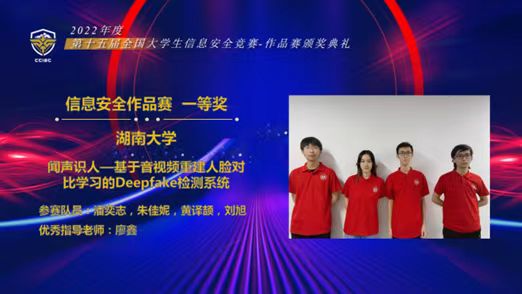 CCISC
2022年度
第十五届全国大学生信息安全竞赛-作品赛颁奖典礼
信息安全作品赛 一等奖
湖南大学
闻声识人—基于音视频重建人脸对
比学习的Deepfake检测系统
参赛队员：潘奕志，朱佳妮，黄译颉，刘旭
优秀指导老师：廖鑫